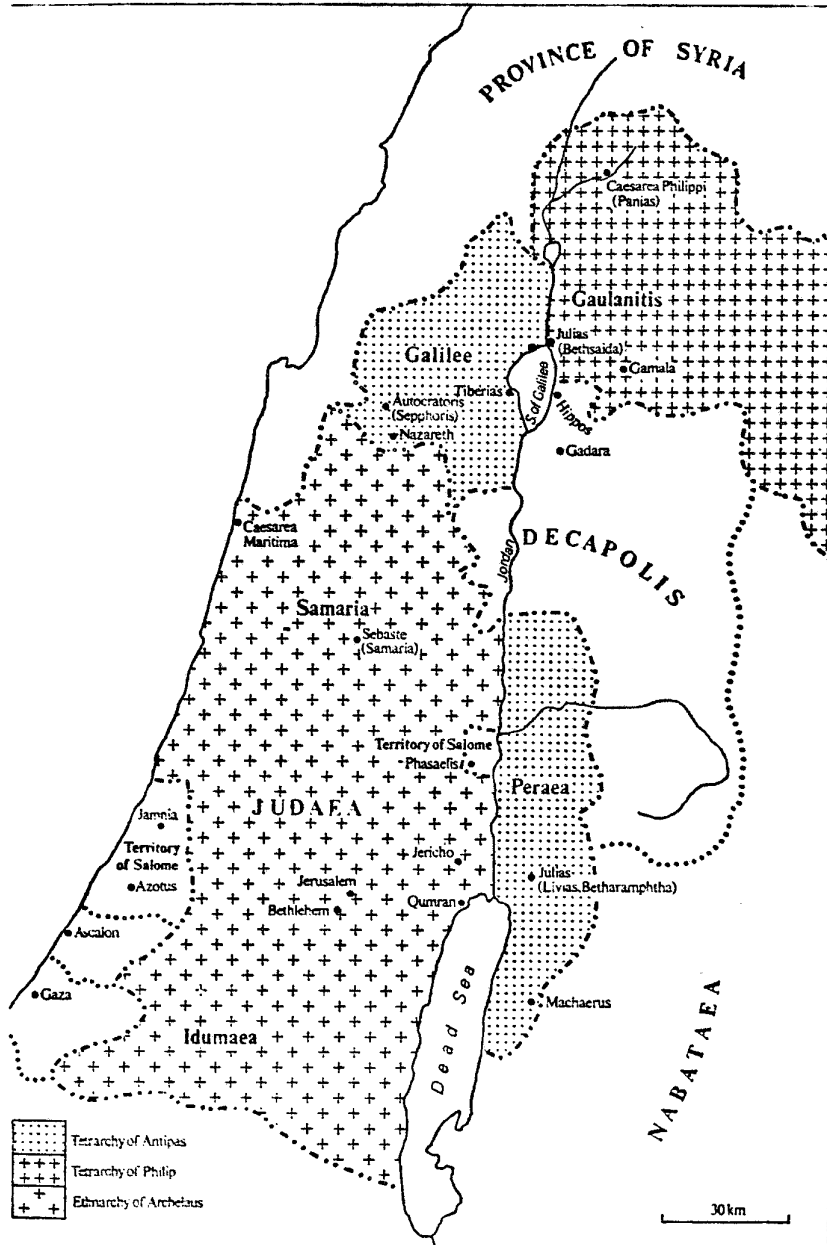 PROVINCE OF SYRIA
Caesarea Philippi
(Panias)
Gaulanitis
Julias
(Bethsaida)
Galilee
Gamala
Tiberias
S. of Galilee
Autocratoris
(Sepphoris)
Hippos
Nazareth
Gadara
Caesarea
Maritima
DECAPOLIS
Jordan
Samaria
Sebaste
(Samaria)
Territory of Salome
Phasaelis
Peraea
JUDAEA
Jamnia
Territory
of Salome
Azotus
Jericho
Julias
(Livias, Betharamphtha)
Jerusalem
Bethlehem
Qumran
Ascalon
Gaza
Machaerus
Dead Sea
Idumaea
NABATAEA
Tetrarchy of Antipas
Tetrarchy of Philip
Ethnarchy of Archelaus
30 km